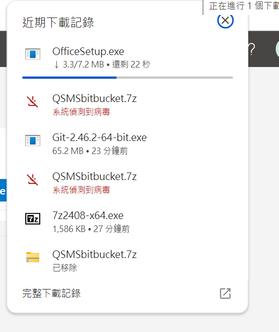 正在進行 1 個下載
近期下載記錄
OfficeSetup.exe
↓ 3.3/7.2 MB • 還剩 22 秒
QSMSbitbucket.7z
系統偵測到病毒
Git-2.46.2-64-bit.exe
65.2 MB • 23 分鐘前
QSMSbitbucket.7z
系統偵測到病毒
7z
7z2408-x64.exe
1,586 KB • 27 分鐘前
QSMSbitbucket.7z
已移除
完整下載記錄